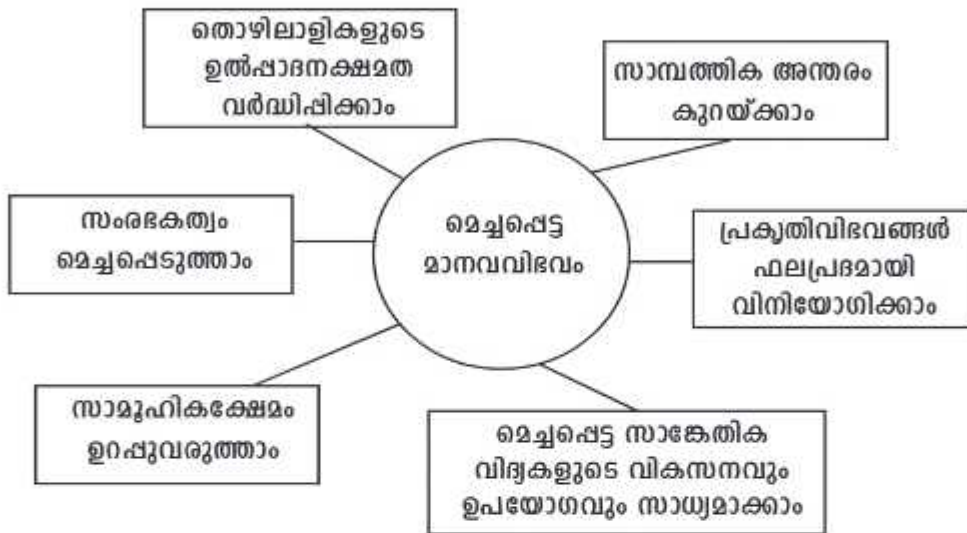 തൊഴിലാളികളുടെ
ഉൽപ്പാദനക്ഷമത
വർദ്ധിപ്പിക്കാം
സാമ്പത്തിക അന്തരം
കുറയ്ക്കാം
സംരഭകത്വം
മെച്ചപ്പെടുത്താം
മെച്ചപ്പെട്ട
മാനവവിഭവം
പ്രകൃതിവിഭവങ്ങൾ
ഫലപ്രദമായി
വിനിയോഗിക്കാം
സാമൂഹികക്ഷേമം
ഉറപ്പുവരുത്താം
മെച്ചപ്പെട്ട സാങ്കേതിക
വിദ്യകളുടെ വികസനവും
ഉപയോഗവും സാധ്യമാക്കാം